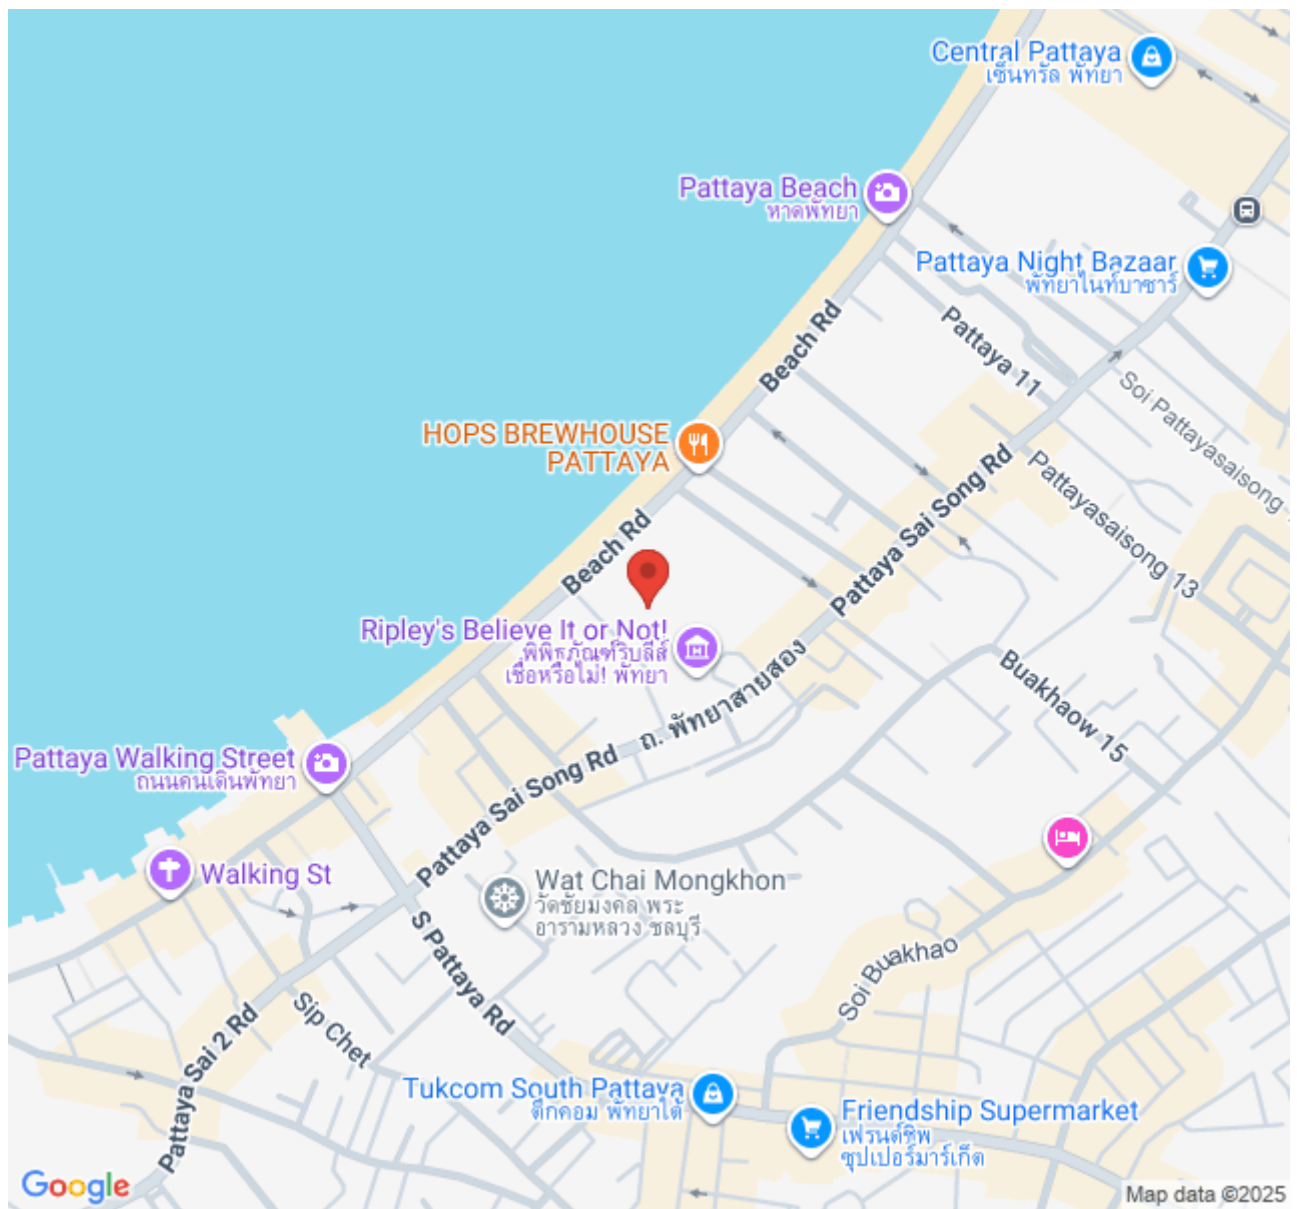 Central Pattaya
เซ็นทรัล พัทยา
Pattaya Beach
หาดพัทยา
Pattaya Night Bazaar
พัทยาไนท์บาซาร์
Beach Rd
Pattaya 11
Soi Pattayasaisong
HOPS BREWHOUSE
PATTAYA
Pattaya Sai Song Rd
Pattayasaisong 13
Beach Rd
Ripley's Believe It or Not!
พิพิธภัณฑ์ริบลีส์
เชื่อหรือไม่! พัทยา
ถ. พัทยาสายสอง
Buakhaow 15
Pattaya Walking Street
ถนนคนเดินพัทยา
Pattaya Sai Song Rd
Walking St
Wat Chai Mongkhon
วัดชัยมงคล พระ
อารามหลวง ชลบุรี
S Pattaya Rd
Soi Buakhao
Sip Chet
Pattaya Sai 2 Rd
Tukcom South Pattaya
ตึกคอม พัทยาใต้
Friendship Supermarket
เฟรนด์ชิพ
ซุปเปอร์มาร์เก็ต
Google
Map data ©2025